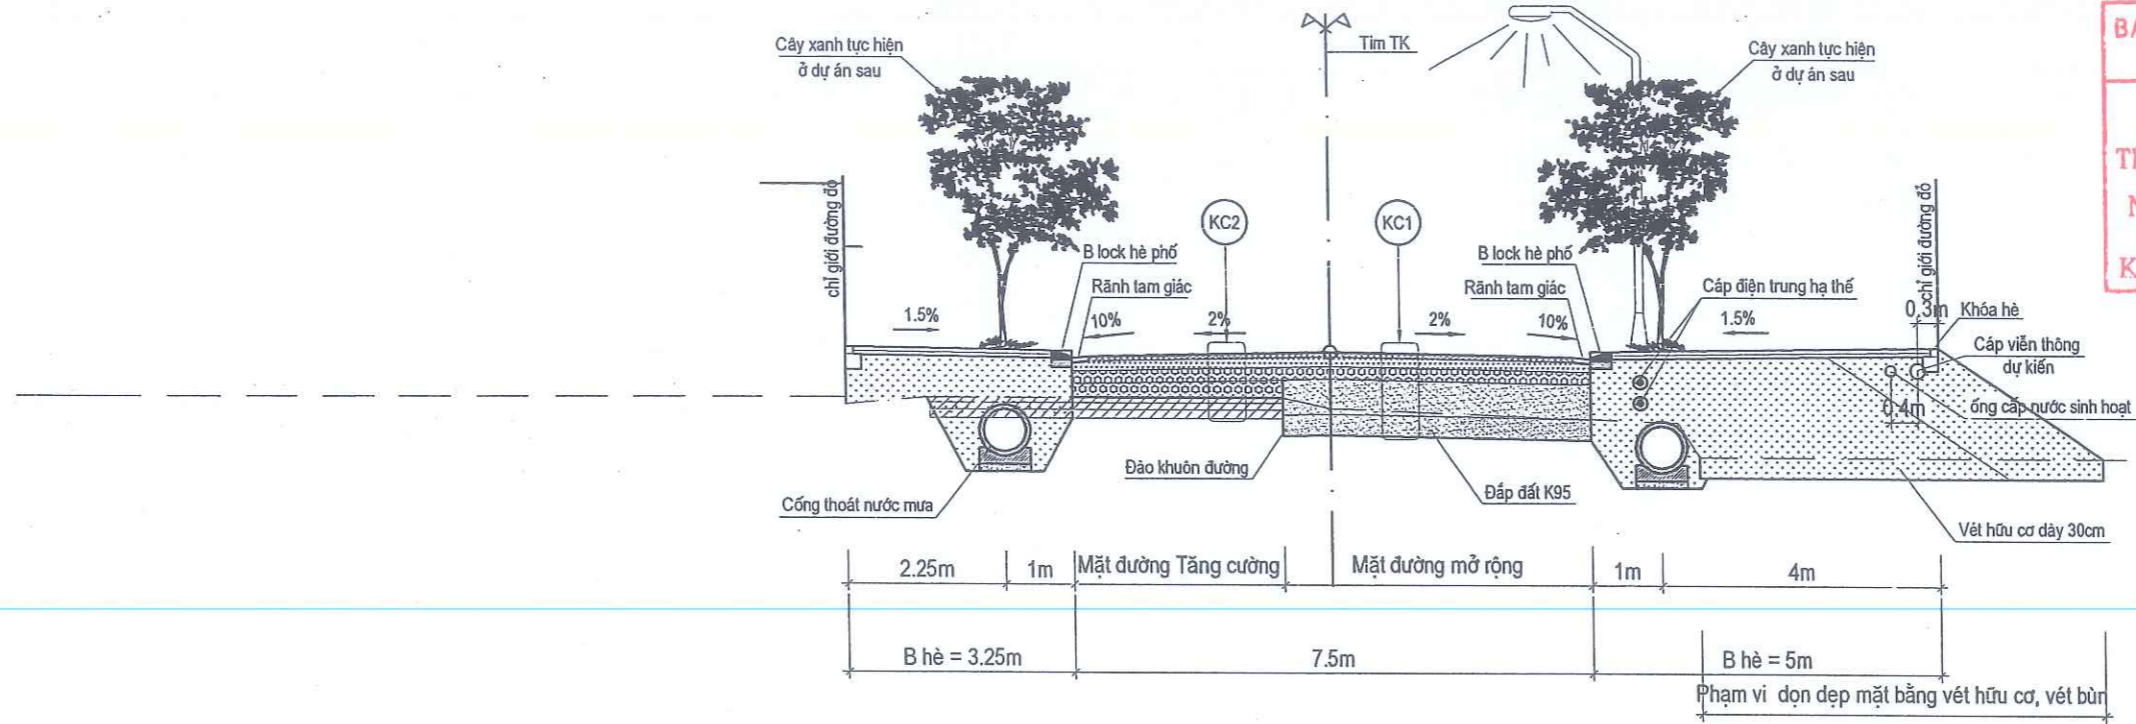 Cây xanh tực hiện
ở dự án sau
Tim TK
Cây xanh tực hiện
ở dự án sau
chỉ giới đường đỏ
chỉ giới đường đỏ
KC2
KC1
B lock hè phố
Rãnh tam giác
B lock hè phố
Rãnh tam giác
Cáp điện trung hạ thế
1.5%
10%
2%
2%
10%
1.5%
0,3m
Khóa hè
Cáp viễn thông
dự kiến
0,4m
ống cấp nước sinh hoạt
Đào khuôn đường
Đắp đất K95
Cống thoát nước mưa
Vét hữu cơ dày 30cm
2.25m
1m
Mặt đường Tăng cường
Mặt đường mở rộng
1m
4m
B hè = 3.25m
7.5m
B hè = 5m
Phạm vi dọn dẹp mặt bằng vét hữu cơ, vét bùn